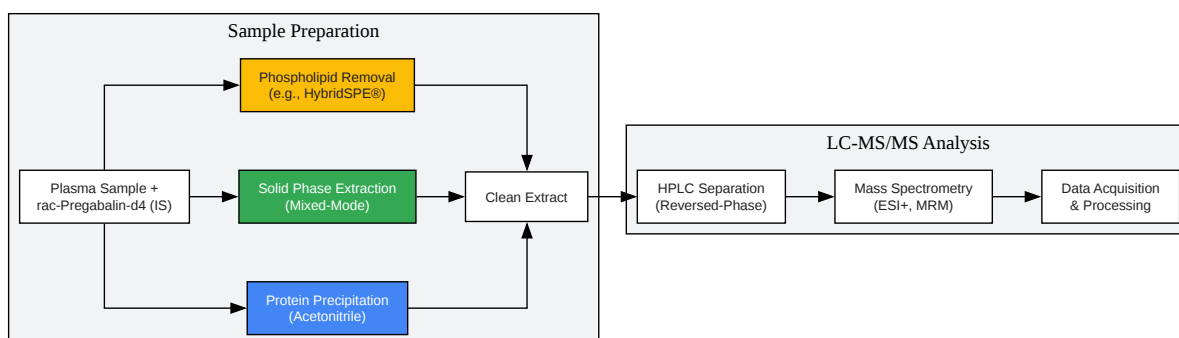 Sample Preparation
Phospholipid Removal
(e.g., HybridSPE®)
Plasma Sample +
rac-Pregabalin-d4 (IS)
Solid Phase Extraction
(Mixed-Mode)
Protein Precipitation
(Acetonitrile)
Clean Extract
LC-MS/MS Analysis
HPLC Separation
(Reversed-Phase)
Mass Spectrometry
(ESI+, MRM)
Data Acquisition
& Processing